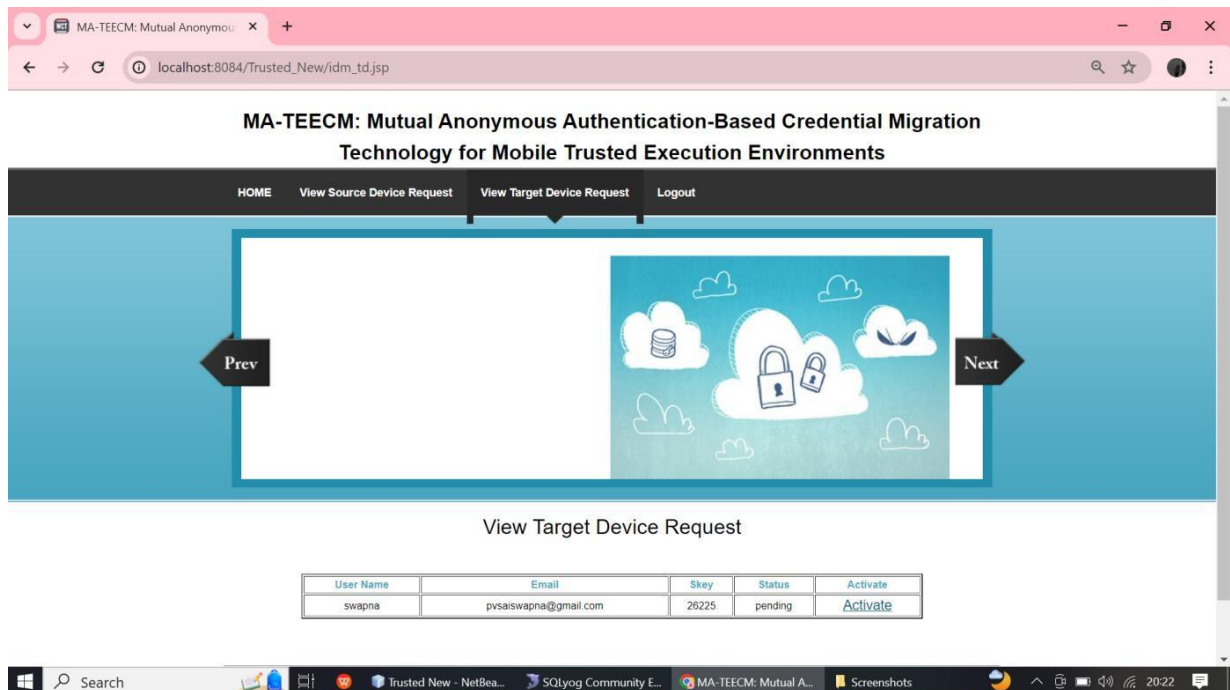 MA-TEECM: Mutual Anonymou
localhost:8084/Trusted_New/idm_td.jsp
MA-TEECM: Mutual Anonymous Authentication-Based Credential Migration
Technology for Mobile Trusted Execution Environments
HOME View Source Device Request View Target Device Request Logout
Prev
Next
View Target Device Request
User Name Email Skey Status Activate
swapna pvsaiswapna@gmail.com 26225 pending Activate
Search Trusted New - NetBea... SQLyog Community E... MA-TEECM: Mutual A... Screenshots 20:22